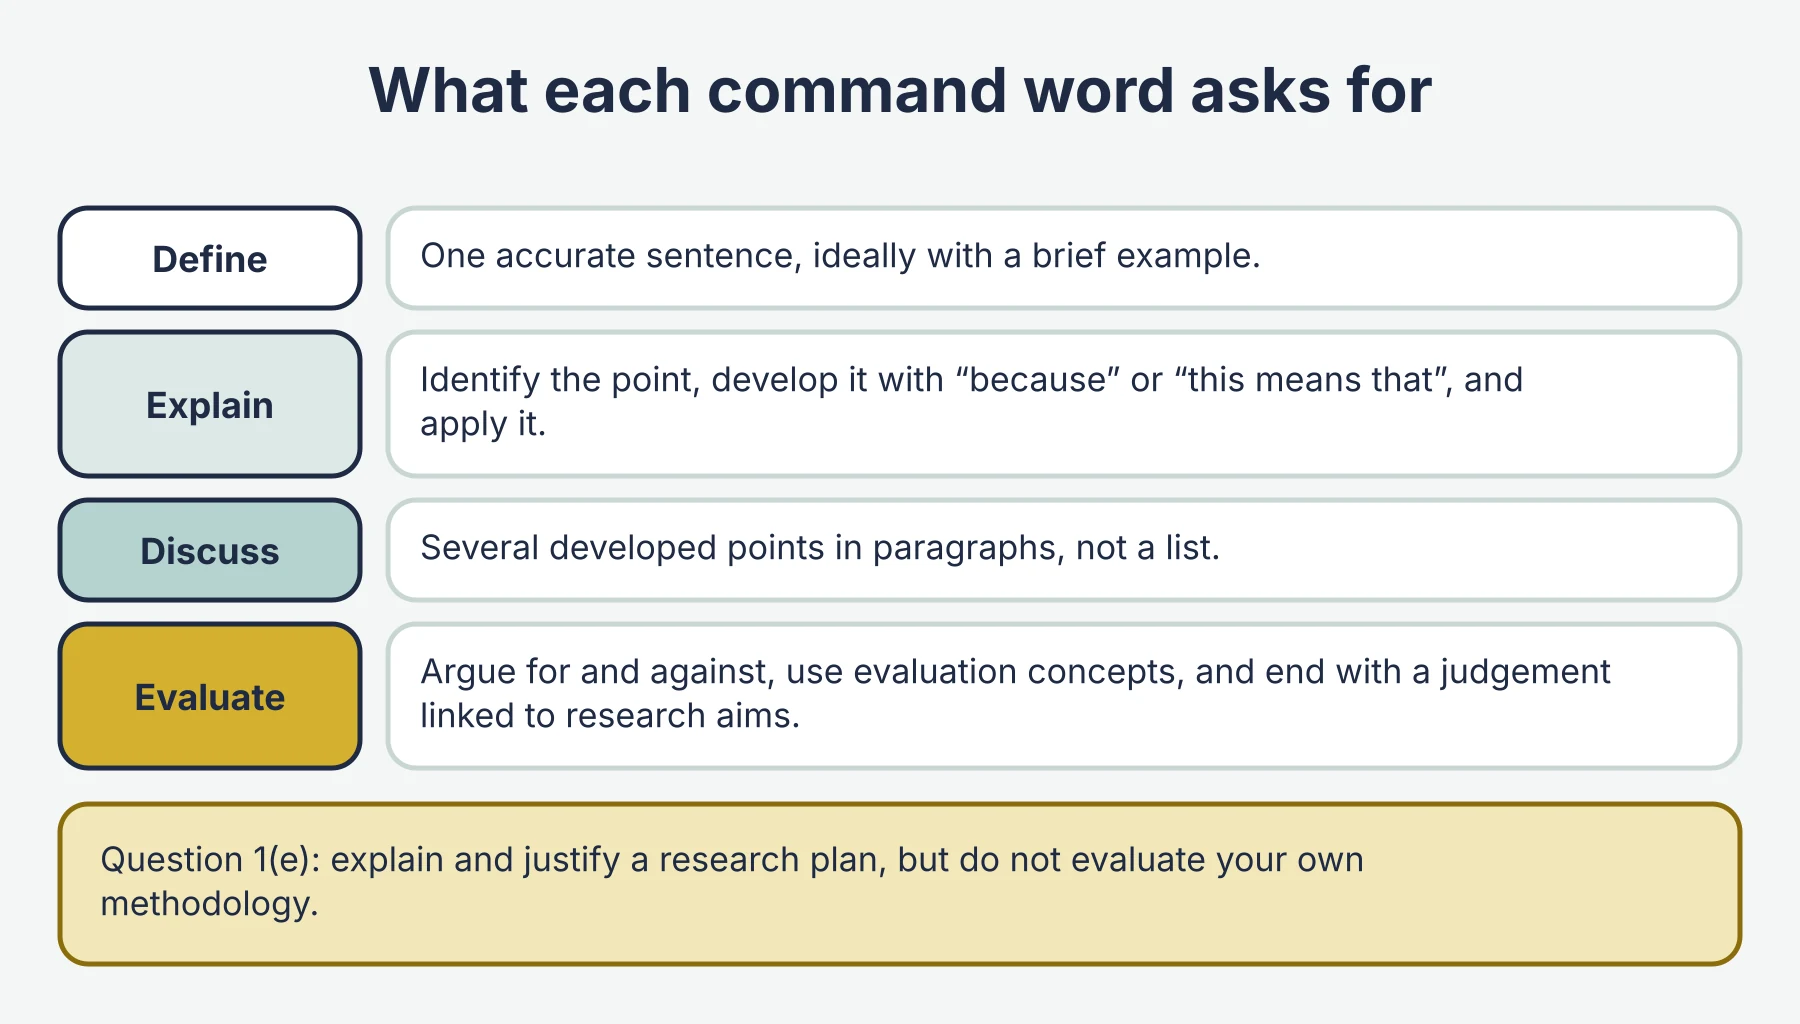 What each command word asks for
Define
One accurate sentence, ideally with a brief example.
Explain
Identify the point, develop it with “because” or “this means that”, and
apply it.
Discuss
Several developed points in paragraphs, not a list.
Evaluate
Argue for and against, use evaluation concepts, and end with a judgement
linked to research aims.
Question 1(e): explain and justify a research plan, but do not evaluate your own
methodology.